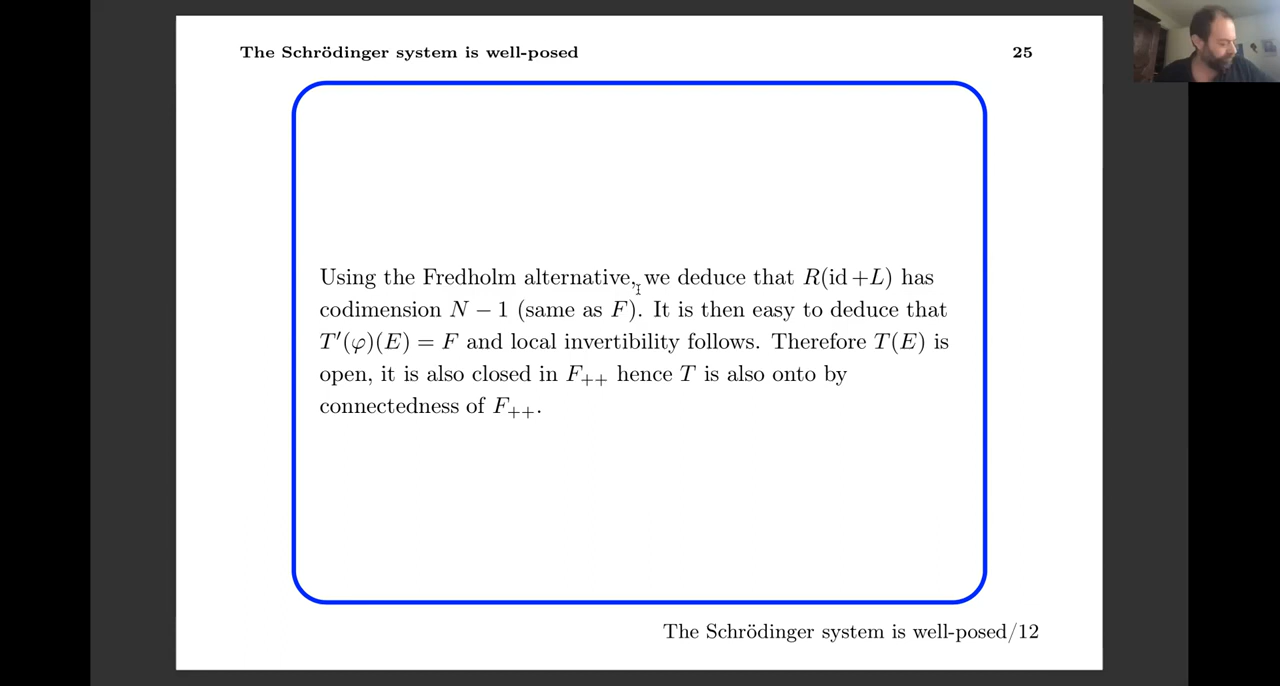 The Schrödinger system is well-posed 25
Using the Fredholm alternative, we deduce that R(id +L) has
codimension N − 1 (same as F). It is then easy to deduce that
T′(φ)(E) = F and local invertibility follows. Therefore T(E) is
open, it is also closed in F₊₊ hence T is also onto by
connectedness of F₊₊.
The Schrödinger system is well-posed/12